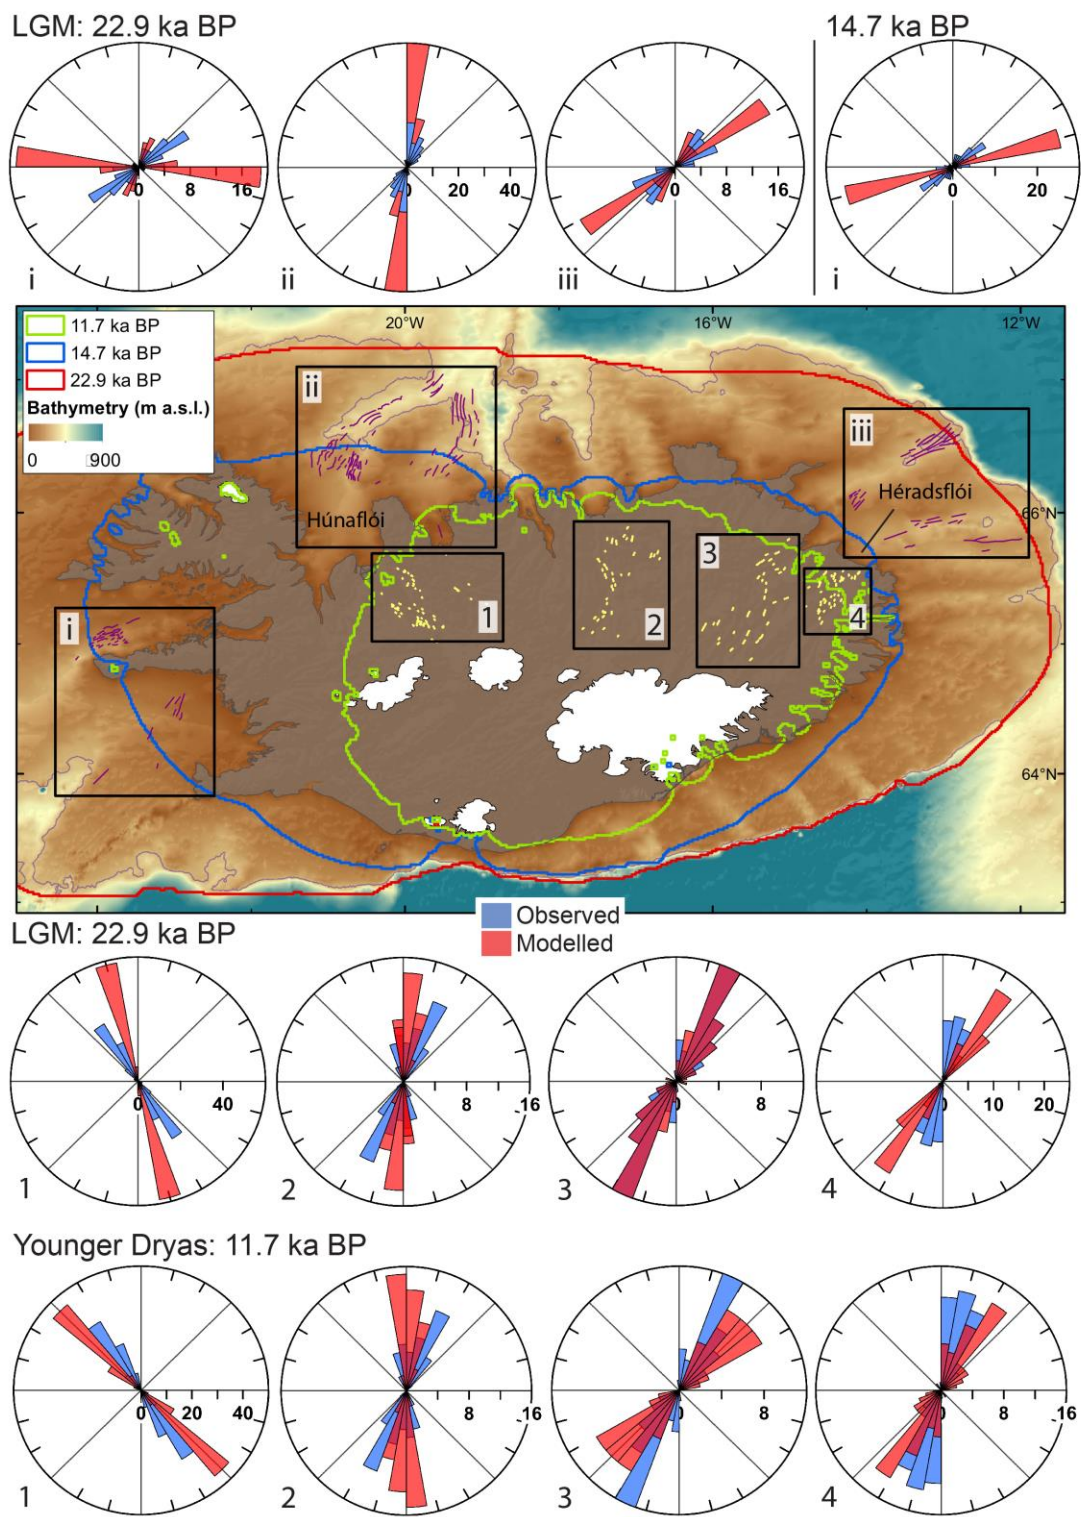 LGM: 22.9 ka BP
14.7 ka BP
0 8 16
0 20 40
0 8 16
0 20
i
ii
iii
i
11.7 ka BP
14.7 ka BP
22.9 ka BP
Bathymetry (m a.s.l.)
0 900
20°W
16°W
12°W
ii
iii
Héradsflói
66°N
Húnaflói
3
1
2
4
i
64°N
Observed
Modelled
LGM: 22.9 ka BP
0 40
8 16
0 8
0 10 20
1
2
3
4
Younger Dryas: 11.7 ka BP
0 20 40
8 16
0 8
0 8 16
1
2
3
4